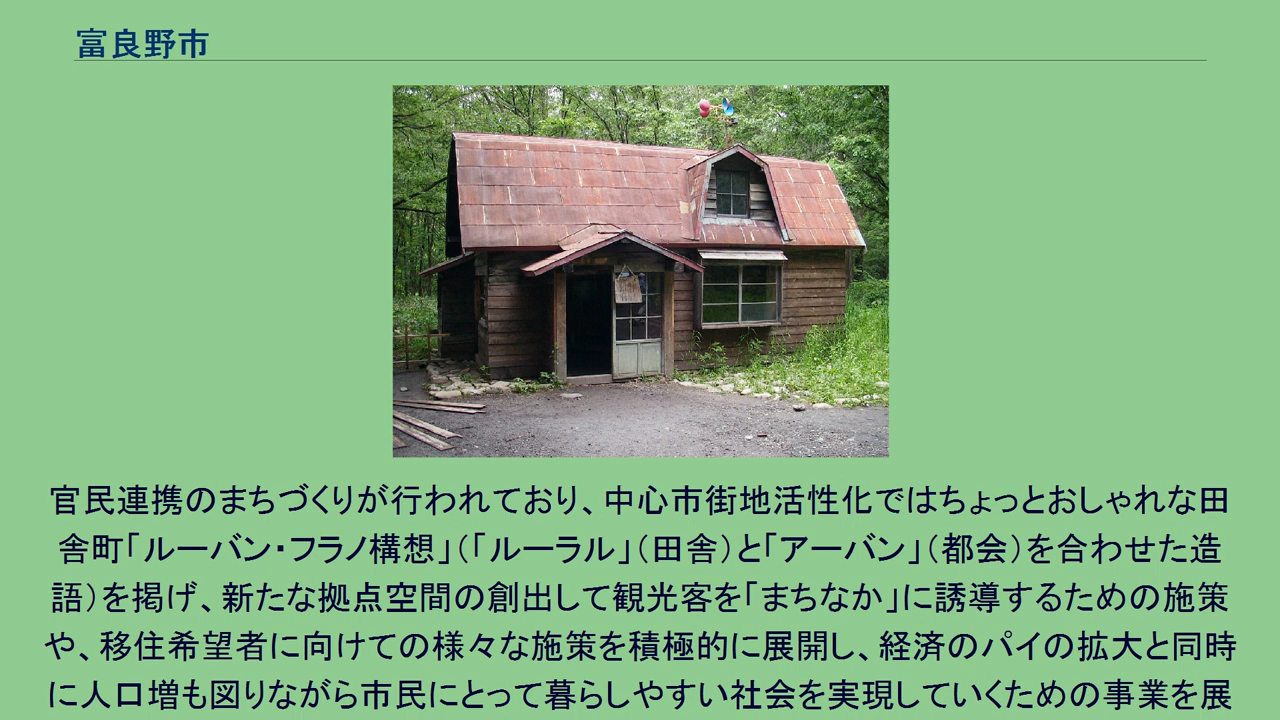 富良野市
官民連携のまちづくりが行われており、中心市街地活性化ではちょっとおしゃれな田
舎町「ルーバン・フラノ構想」（「ルーラル」（田舎）と「アーバン」（都会）を合わせた造
語）を掲げ、新たな拠点空間の創出して観光客を「まちなか」に誘導するための施策
や、移住希望者に向けての様々な施策を積極的に展開し、経済のパイの拡大と同時
に人口増も図りながら市民にとって暮らしやすい社会を実現していくための事業を展